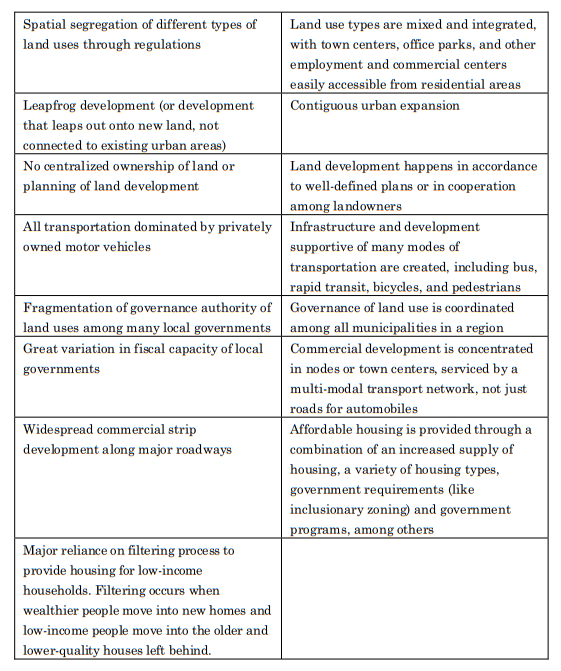 Spatial segregation of different types of
land uses through regulations
Land use types are mixed and integrated,
with town centers, office parks, and other
employment and commercial centers
easily accessible from residential areas
Leapfrog development (or development
that leaps out onto new land, not
connected to existing urban areas)
Contiguous urban expansion
No centralized ownership of land or
planning of land development
Land development happens in accordance
to well-defined plans or in cooperation
among landowners
All transportation dominated by privately
owned motor vehicles
Infrastructure and development
supportive of many modes of
transportation are created, including bus,
rapid transit, bicycles, and pedestrians
Fragmentation of governance authority of
land uses among many local governments
Governance of land use is coordinated
among all municipalities in a region
Great variation in fiscal capacity of local
governments
Commercial development is concentrated
in nodes or town centers, serviced by a
multi-modal transport network, not just
roads for automobiles
Widespread commercial strip
development along major roadways
Affordable housing is provided through a
combination of an increased supply of
housing, a variety of housing types,
government requirements (like
inclusionary zoning) and government
programs, among others
Major reliance on filtering process to
provide housing for low-income
households. Filtering occurs when
wealthier people move into new homes and
low-income people move into the older and
lower-quality houses left behind.